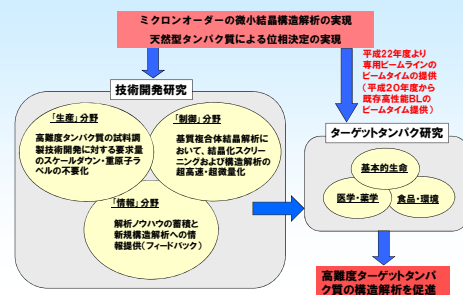 ミクロンオーダーの微小結晶構造解析の実現
天然型タンパク質による位相決定の実現
平成22年度より
専用ビームラインの
ビームタイムの提供
(平成20年度から
既存高性能BLの
ビームタイム提供)
技術開発研究
「生産」分野
高難度タンパク質の試料調
製技術開発に対する要求量
のスケールダウン・重原子ラ
ベルの不要化
「制御」分野
基質複合体結晶解析に
おいて、結晶化スクリー
ニングおよび構造解析の
超高速・超微量化
「情報」分野
解析ノウハウの蓄積と
新規構造解析への情
報提供(フィードバック)
ターゲットタンパク研究
基本的生命
医学・薬学
食品・環境
高難度ターゲットタンパ
ク質の構造解析を促進